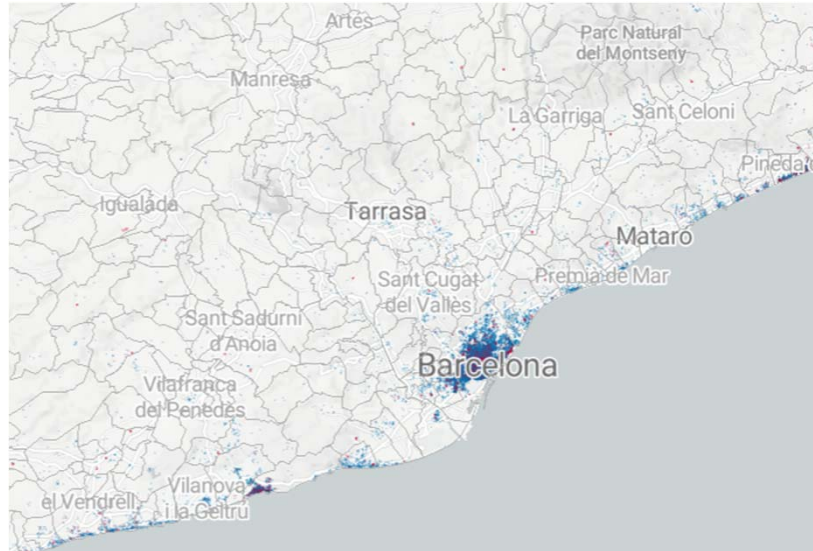 Artés
Parc Natural
del Montseny
Manresa
La Garriga
Sant Celoni
Pineda d
Igualada
Tarrasa
Mataró
Sant Cugat
del Vallès
Premià de Mar
Sant Sadurní
d'Anoia
Barcelona
Vilafranca
del Penedès
el Vendrell
Vilanova
i la Geltrú